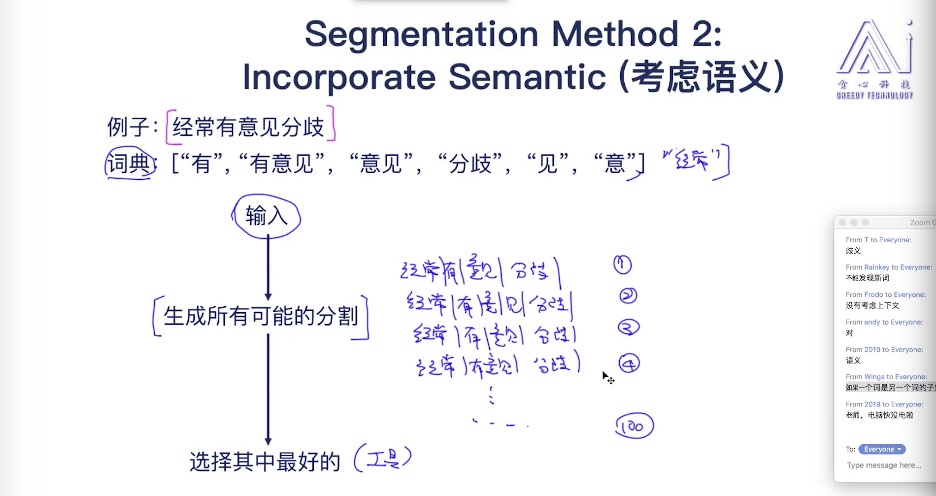 Segmentation Method 2:
Incorporate Semantic (考虑语义)
贪心科技
GREEDY TECHNOLOGY
例子：经常有意见分歧
词典：[“有”，“有意见”，“意见”，“分歧”，“见”，“意”] “经常”]
输入
生成所有可能的分割
选择其中最好的（工具）
经常|有|意见|分歧| ①
经常|有|意|见|分歧| ②
经常|有|意见|分歧| ③
经常|有意见|分歧| ④
100
Zoom G
From T to Everyone:
歧义
From Rainkey to Everyone:
不能发现新词
From Frodo to Everyone:
没有考虑上下文
From andy to Everyone:
对
From 2019 to Everyone:
语义
From Wings to Everyone:
如果一个词是另一个词的子
From 2019 to Everyone:
老师，电脑快没电啦
To: Everyone
Type message here...